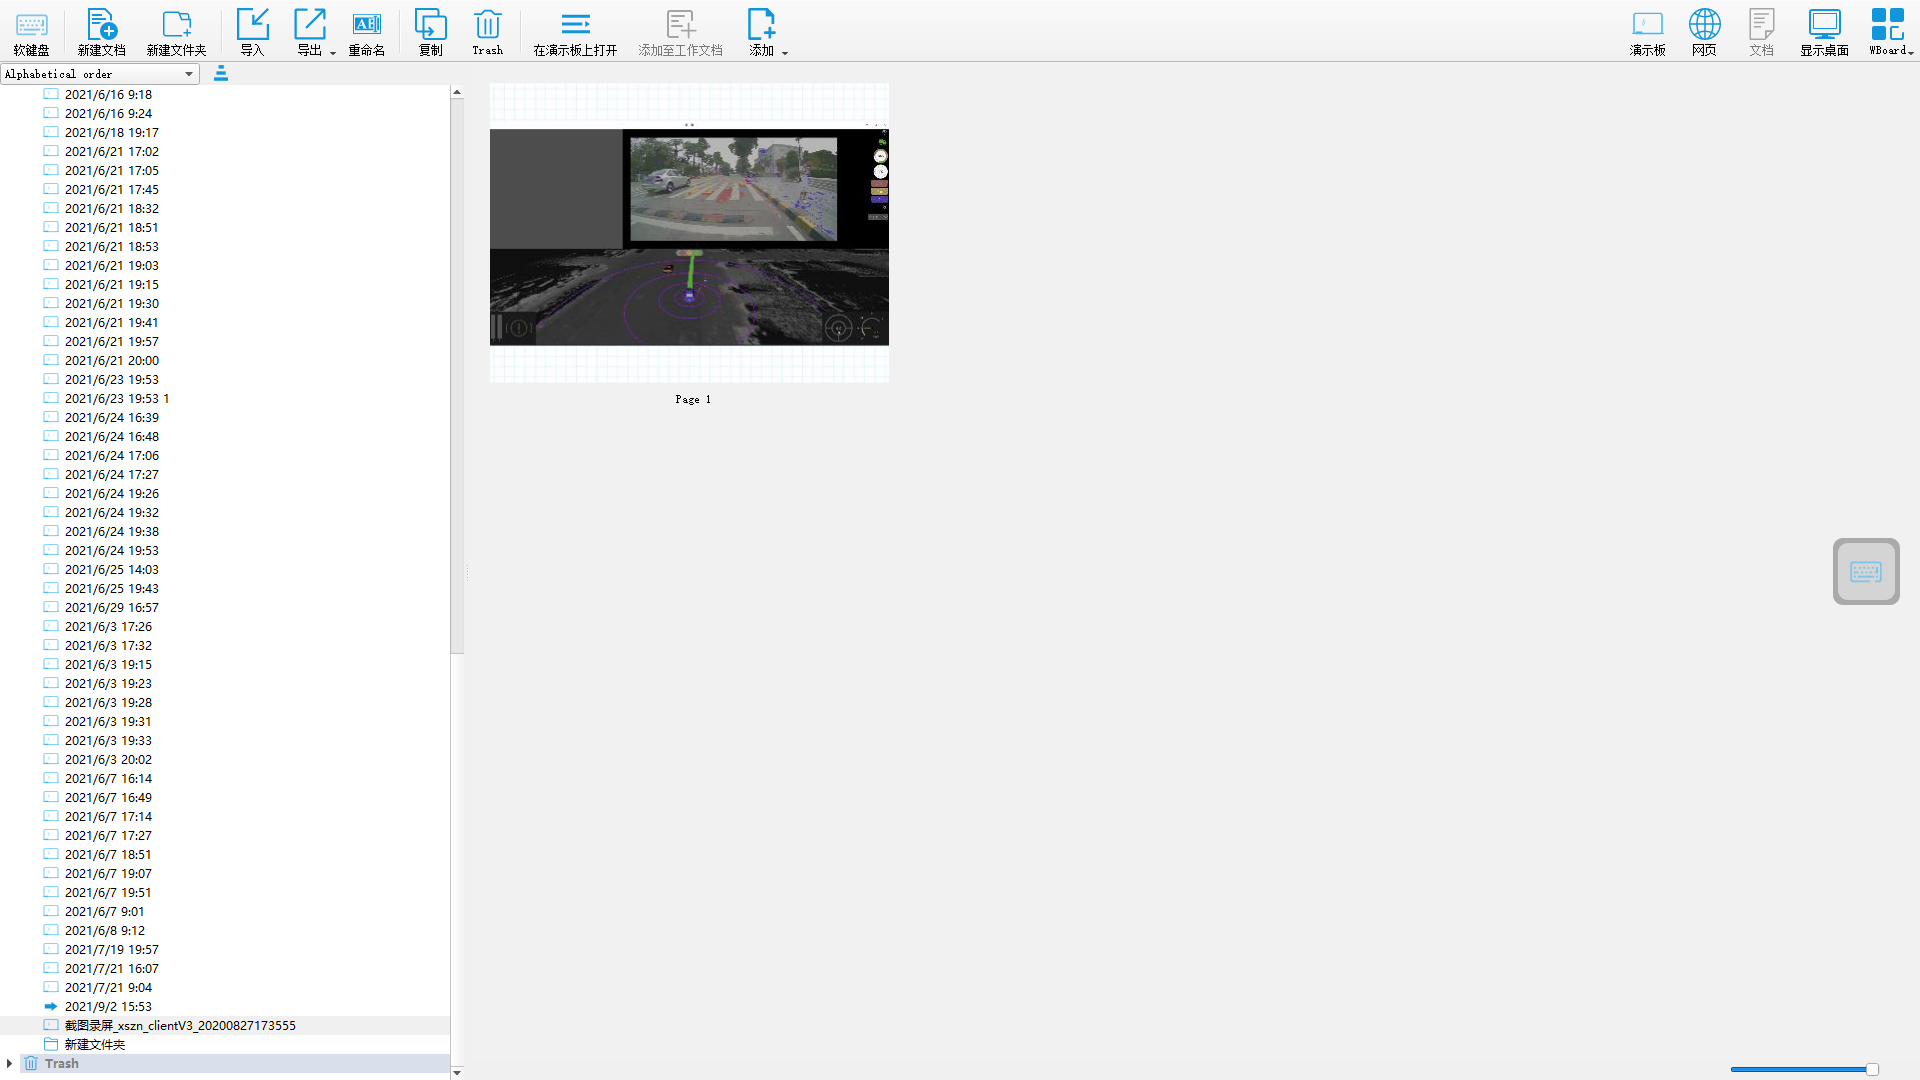 软键盘
新建文档
新建文件夹
导入
导出
重命名
复制
Trash
在演示板上打开
添加至工作文档
添加
演示板
网页
文档
显示桌面
WBoard
Alphabetical order
2021/6/16 9:18
2021/6/16 9:24
2021/6/18 19:17
2021/6/21 17:02
2021/6/21 17:05
2021/6/21 17:45
2021/6/21 18:32
2021/6/21 18:51
2021/6/21 18:53
2021/6/21 19:03
2021/6/21 19:15
2021/6/21 19:30
2021/6/21 19:41
2021/6/21 19:57
2021/6/21 20:00
2021/6/23 19:53
2021/6/23 19:53 1
2021/6/24 16:39
2021/6/24 16:48
2021/6/24 17:06
2021/6/24 17:27
2021/6/24 19:26
2021/6/24 19:32
2021/6/24 19:38
2021/6/24 19:53
2021/6/25 14:03
2021/6/25 19:43
2021/6/29 16:57
2021/6/3 17:26
2021/6/3 17:32
2021/6/3 19:15
2021/6/3 19:23
2021/6/3 19:28
2021/6/3 19:31
2021/6/3 19:33
2021/6/3 20:02
2021/6/7 16:14
2021/6/7 16:49
2021/6/7 17:14
2021/6/7 17:27
2021/6/7 18:51
2021/6/7 19:07
2021/6/7 19:51
2021/6/7 9:01
2021/6/8 9:12
2021/7/19 19:57
2021/7/21 16:07
2021/7/21 9:04
2021/9/2 15:53
截图录屏_xszn_clientV3_20200827173555
新建文件夹
Trash
Page 1